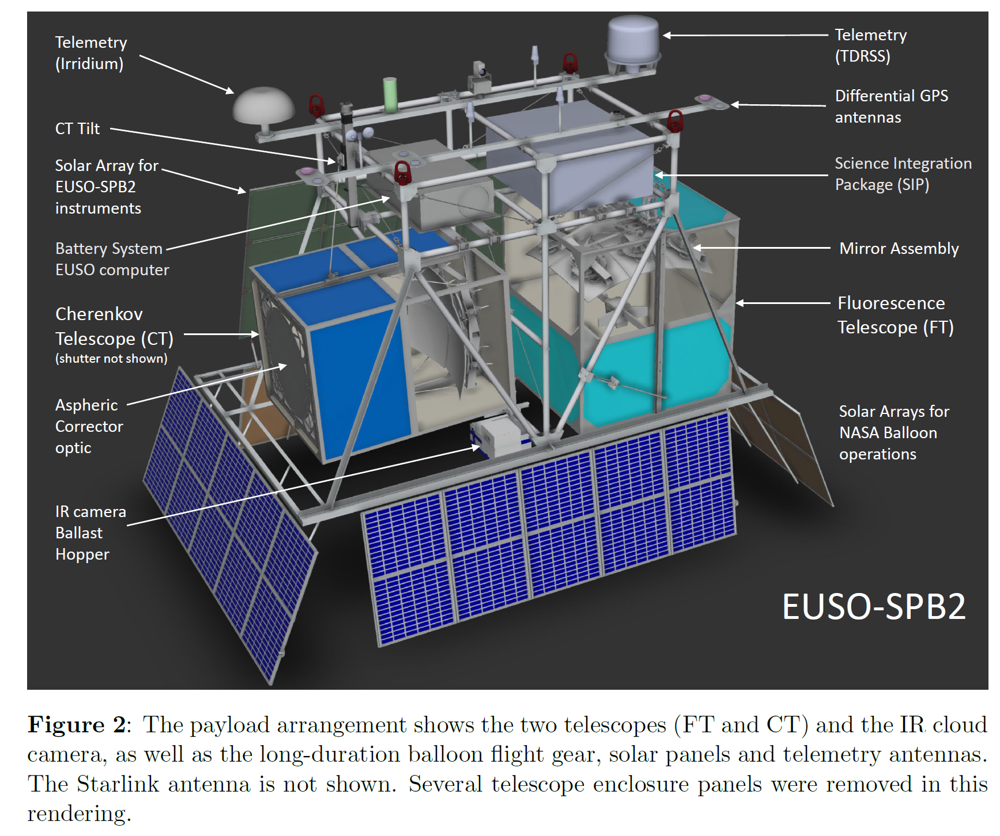 Telemetry
(Irridium)
CT Tilt
Solar Array for
EUSO-SPB2
instruments
Battery System
EUSO computer
Cherenkov
Telescope (CT)
(shutter not shown)
Aspheric
Corrector
optic
IR camera
Ballast
Hopper
Telemetry
(TDRSS)
Differential GPS
antennas
Science Integration
Package (SIP)
Mirror Assembly
Fluorescence
Telescope (FT)
Solar Arrays for
NASA Balloon
operations
EUSO-SPB2
Figure 2: The payload arrangement shows the two telescopes (FT and CT) and the IR cloud
camera, as well as the long-duration balloon flight gear, solar panels and telemetry antennas.
The Starlink antenna is not shown. Several telescope enclosure panels were removed in this
rendering.